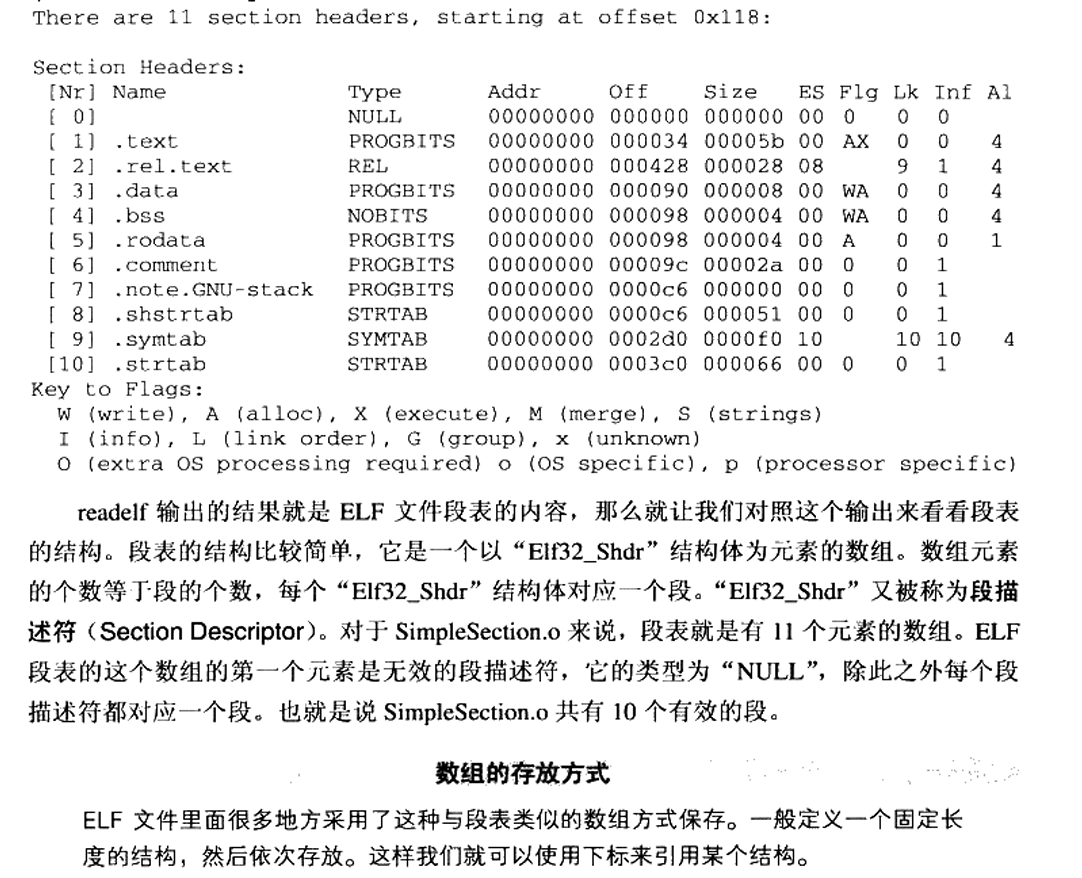 There are 11 section headers, starting at offset 0x118:
Section Headers:
[Nr] Name Type Addr Off Size ES Flg Lk Inf Al
[ 0] NULL 00000000 000000 000000 00 0 0 0
[ 1] .text PROGBITS 00000000 000034 00005b 00 AX 0 0 4
[ 2] .rel.text REL 00000000 000428 000028 08 9 1 4
[ 3] .data PROGBITS 00000000 000090 000008 00 WA 0 0 4
[ 4] .bss NOBITS 00000000 000098 000004 00 WA 0 0 4
[ 5] .rodata PROGBITS 00000000 000098 000004 00 A 0 0 1
[ 6] .comment PROGBITS 00000000 00009c 00002a 00 0 0 1
[ 7] .note.GNU-stack PROGBITS 00000000 0000c6 000000 00 0 0 1
[ 8] .shstrtab STRTAB 00000000 0000c6 000051 00 0 0 1
[ 9] .symtab SYMTAB 00000000 0002d0 0000f0 10 10 10 4
[10] .strtab STRTAB 00000000 0003c0 000066 00 0 0 1
Key to Flags:
W (write), A (alloc), X (execute), M (merge), S (strings)
I (info), L (link order), G (group), x (unknown)
O (extra OS processing required) o (OS specific), p (processor specific)
readelf 输出的结果就是 ELF 文件段表的内容，那么就让我们对照这个输出来看看段表
的结构。段表的结构比较简单，它是一个以“Elf32_Shdr”结构体为元素的数组。数组元素
的个数等于段的个数，每个“Elf32_Shdr”结构体对应一个段。“Elf32_Shdr”又被称为段描
述符（Section Descriptor）。对于 SimpleSection.o 来说，段表就是有 11 个元素的数组。ELF
段表的这个数组的第一个元素是无效的段描述符，它的类型为“NULL”，除此之外每个段
描述符都对应一个段。也就是说 SimpleSection.o 共有 10 个有效的段。
数组的存放方式
ELF 文件里面很多地方采用了这种与段表类似的数组方式保存。一般定义一个固定长
度的结构，然后依次存放。这样我们就可以使用下标来引用某个结构。